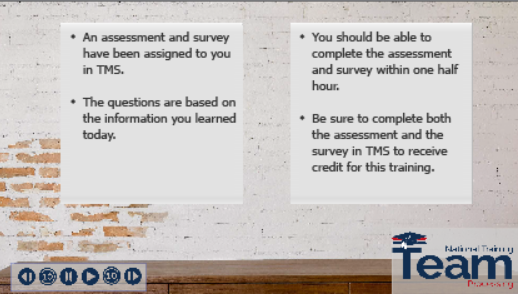 • An assessment and survey
have been assigned to you
in TMS.
• The questions are based on
the information you learned
today.
• You should be able to
complete the assessment
and survey within one half
hour.
• Be sure to complete both
the assessment and the
survey in TMS to receive
credit for this training.
National Training
Team
Processing
10
10